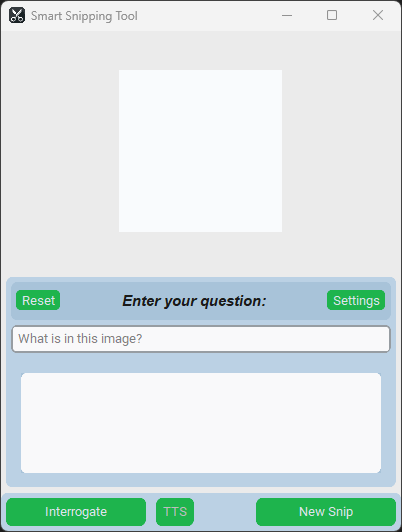 Smart Snipping Tool
Reset Enter your question: Settings
What is in this image?
Interrogate TTS New Snip